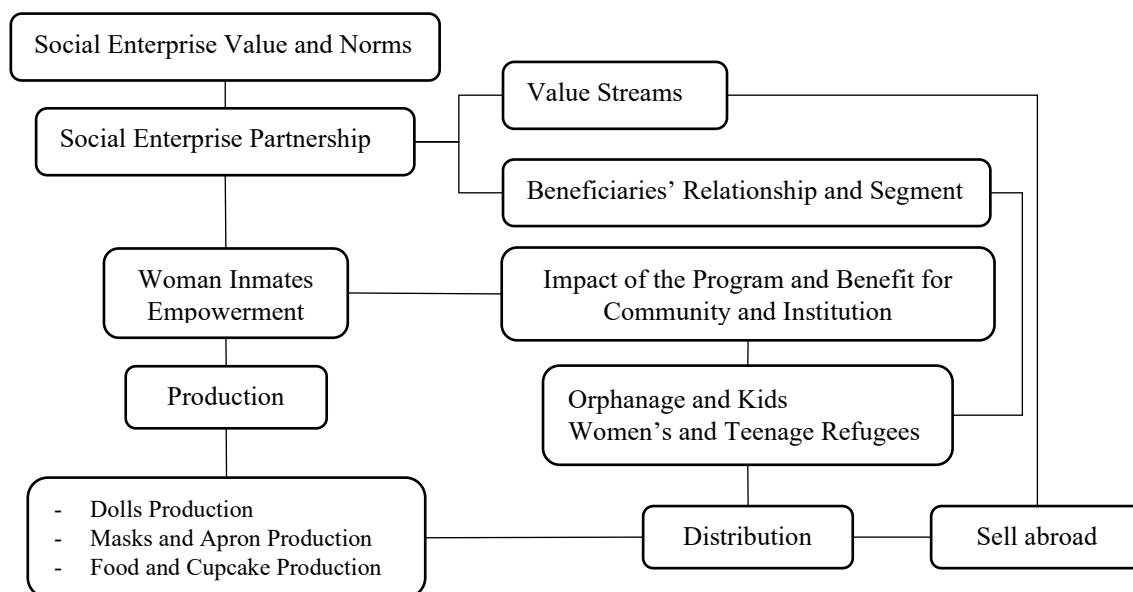 Social Enterprise Value and Norms
Value Streams
Social Enterprise Partnership
Beneficiaries’ Relationship and Segment
Woman Inmates
Empowerment
Impact of the Program and Benefit for
Community and Institution
Production
Orphanage and Kids
Women’s and Teenage Refugees
- Dolls Production
- Masks and Apron Production
- Food and Cupcake Production
Distribution
Sell abroad